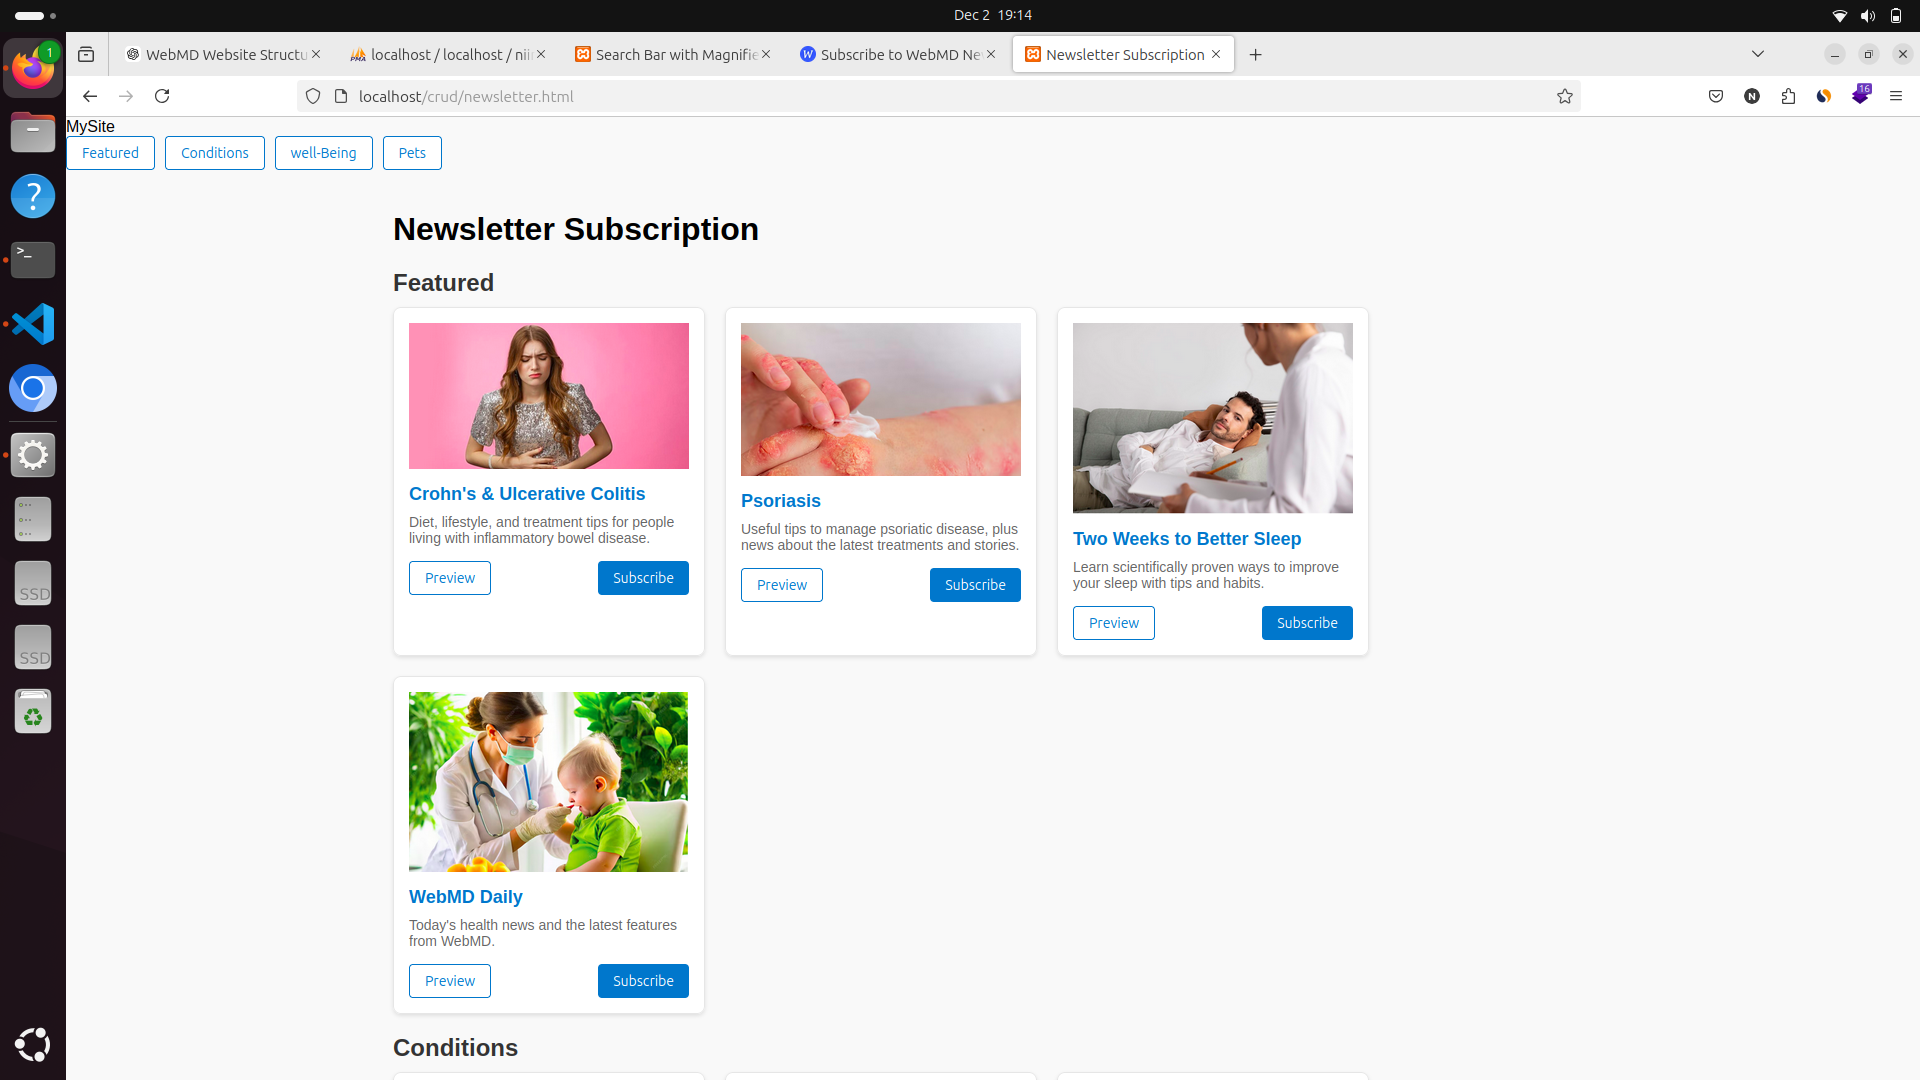 Dec 2 19:14
1
WebMD Website Structu
localhost / localhost / nii
Search Bar with Magnifie
Subscribe to WebMD Ne
Newsletter Subscription
localhost/crud/newsletter.html
N
16
MySite
Featured
Conditions
well-Being
Pets
Newsletter Subscription
Featured
Crohn's & Ulcerative Colitis
Diet, lifestyle, and treatment tips for people
living with inflammatory bowel disease.
Preview
Subscribe
Psoriasis
Useful tips to manage psoriatic disease, plus
news about the latest treatments and stories.
Preview
Subscribe
Two Weeks to Better Sleep
Learn scientifically proven ways to improve
your sleep with tips and habits.
Preview
Subscribe
WebMD Daily
Today's health news and the latest features
from WebMD.
Preview
Subscribe
Conditions
SSD
SSD